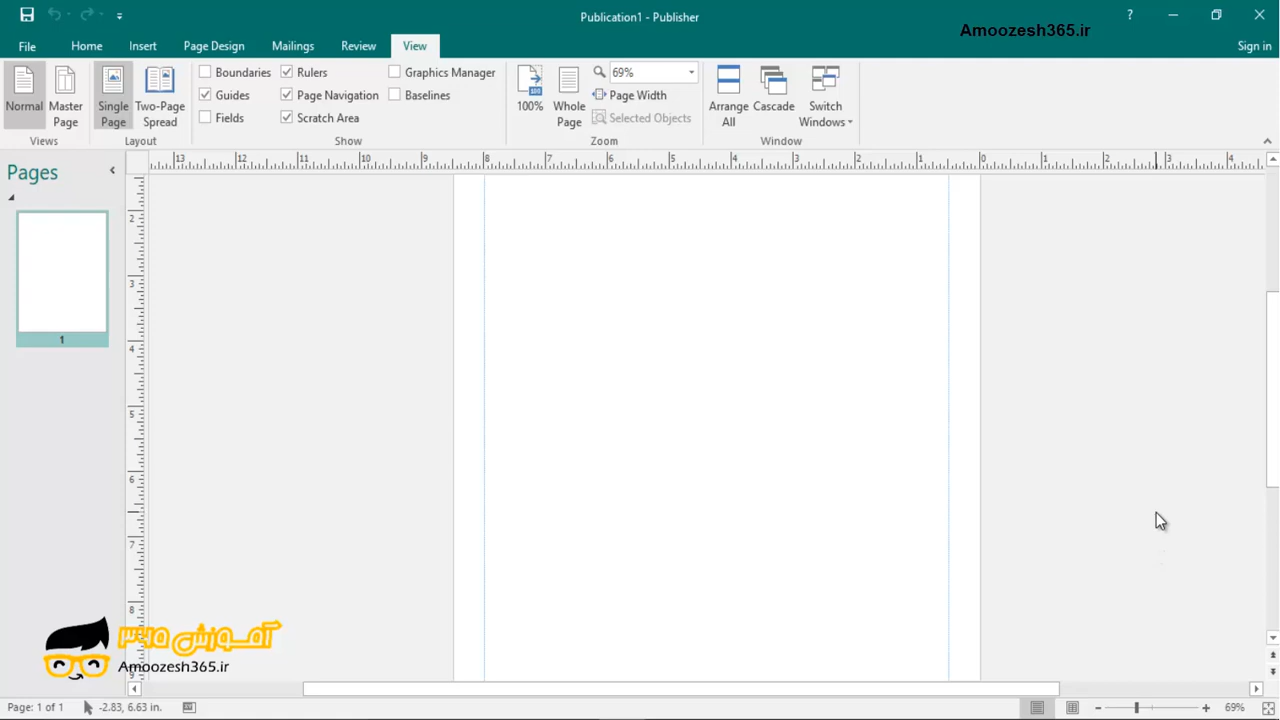 Publication1 - Publisher
Amoozesh365.ir
File Home Insert Page Design Mailings Review View Sign in
Normal Master Page Single Page Two-Page Spread
Boundaries Rulers Graphics Manager
Guides Page Navigation Baselines
Fields Scratch Area
100% Whole Page 69% Page Width Selected Objects
Arrange All Cascade Switch Windows
Views Layout Show Zoom Window
Pages
13 12 11 10 9 8 7 6 5 4 3 2 1 0 1 2 3 4
2
3
4
5
6
7
8
9
1
آموزش ۳۶۵
Amoozesh365.ir
Page: 1 of 1 -2.83, 6.63 in. 69%